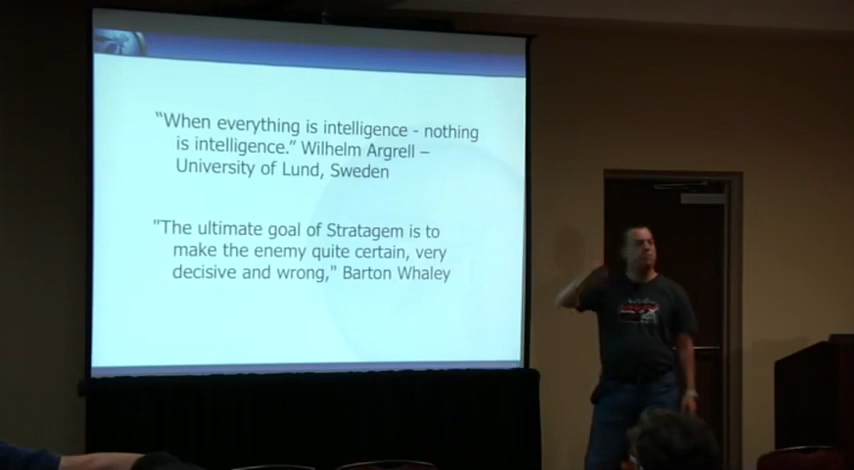 “When everything is intelligence - nothing
is intelligence.” Wilhelm Argrell –
University of Lund, Sweden
"The ultimate goal of Stratagem is to
make the enemy quite certain, very
decisive and wrong," Barton Whaley